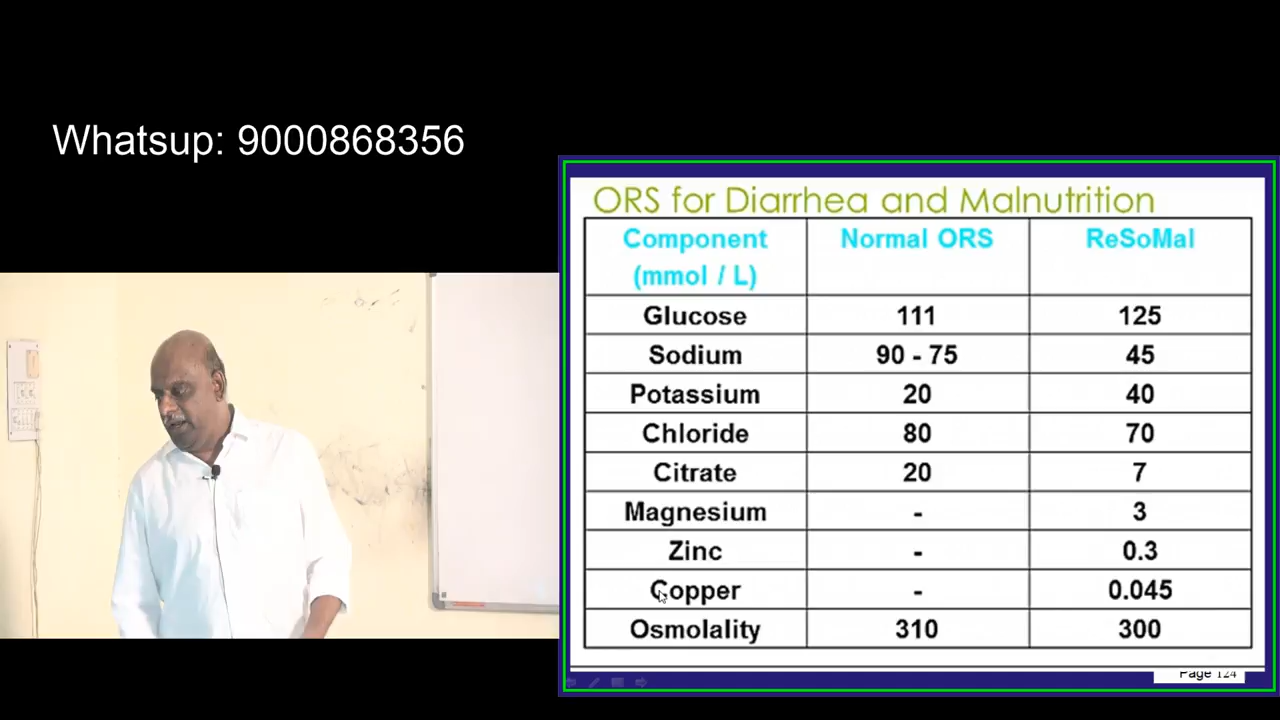 Whatsup: 9000868356
ORS for Diarrhea and Malnutrition
Component (mmol / L) Normal ORS ReSoMal
Glucose 111 125
Sodium 90 - 75 45
Potassium 20 40
Chloride 80 70
Citrate 20 7
Magnesium - 3
Zinc - 0.3
Copper - 0.045
Osmolality 310 300
Page 124